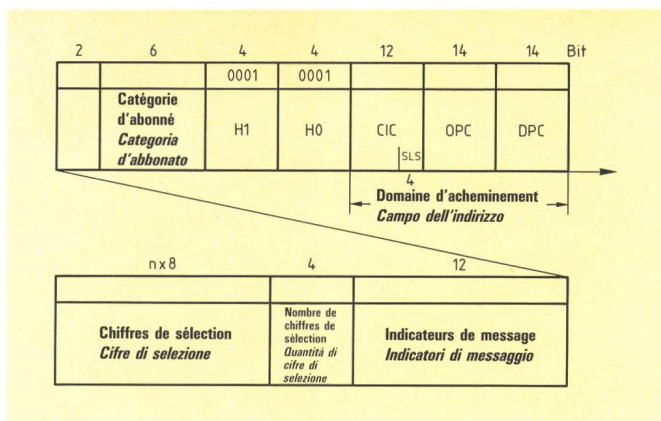 2 6 4 4 12 14 14 Bit
0001 0001
Catégorie
d'abonné
Categoria
d'abbonato
H1 H0 CIC OPC DPC
SLS
4
Domaine d'acheminement
Campo dell'indirizzo
n x 8 4 12
Chiffres de sélection
Cifre di selezione
Nombre de
chiffres de
sélection
Quantità di
cifre di
selezione
Indicateurs de message
Indicatori di messaggio